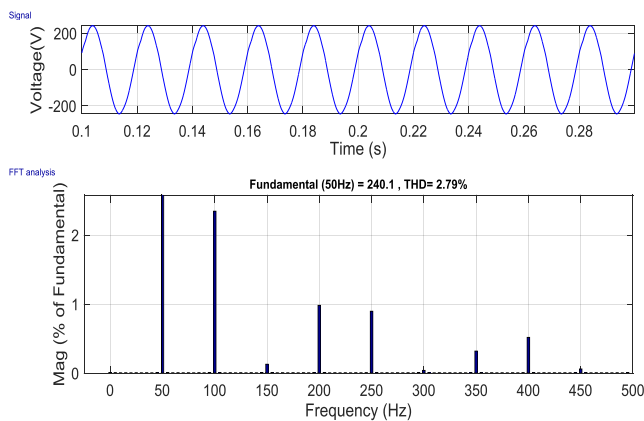 Signal
Voltage(V)
200
0
-200
0.1 0.12 0.14 0.16 0.18 0.2 0.22 0.24 0.26 0.28
Time (s)
FFT analysis
Fundamental (50Hz) = 240.1 , THD= 2.79%
Mag (% of Fundamental)
2
1
0
0 50 100 150 200 250 300 350 400 450 500
Frequency (Hz)